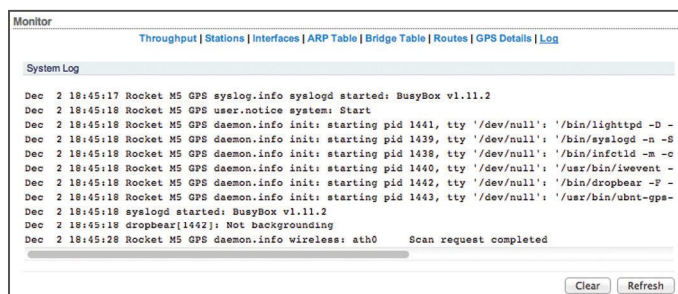 Monitor
Throughput | Stations | Interfaces | ARP Table | Bridge Table | Routes | GPS Details | Log
System Log
Dec 2 18:45:17 Rocket M5 GPS syslog.info syslogd started: BusyBox v1.11.2
Dec 2 18:45:18 Rocket M5 GPS user.notice system: Start
Dec 2 18:45:18 Rocket M5 GPS daemon.info init: starting pid 1441, tty '/dev/null': '/bin/lighttpd -D -
Dec 2 18:45:18 Rocket M5 GPS daemon.info init: starting pid 1439, tty '/dev/null': '/bin/syslogd -n -S
Dec 2 18:45:18 Rocket M5 GPS daemon.info init: starting pid 1438, tty '/dev/null': '/bin/infctld -m -c
Dec 2 18:45:18 Rocket M5 GPS daemon.info init: starting pid 1440, tty '/dev/null': '/usr/bin/iwevent -
Dec 2 18:45:18 Rocket M5 GPS daemon.info init: starting pid 1442, tty '/dev/null': '/bin/dropbear -F -
Dec 2 18:45:18 Rocket M5 GPS daemon.info init: starting pid 1443, tty '/dev/null': '/usr/bin/ubnt-gps-
Dec 2 18:45:18 syslogd started: BusyBox v1.11.2
Dec 2 18:45:18 dropbear[1442]: Not backgrounding
Dec 2 18:45:28 Rocket M5 GPS daemon.info wireless: ath0 Scan request completed
Clear Refresh